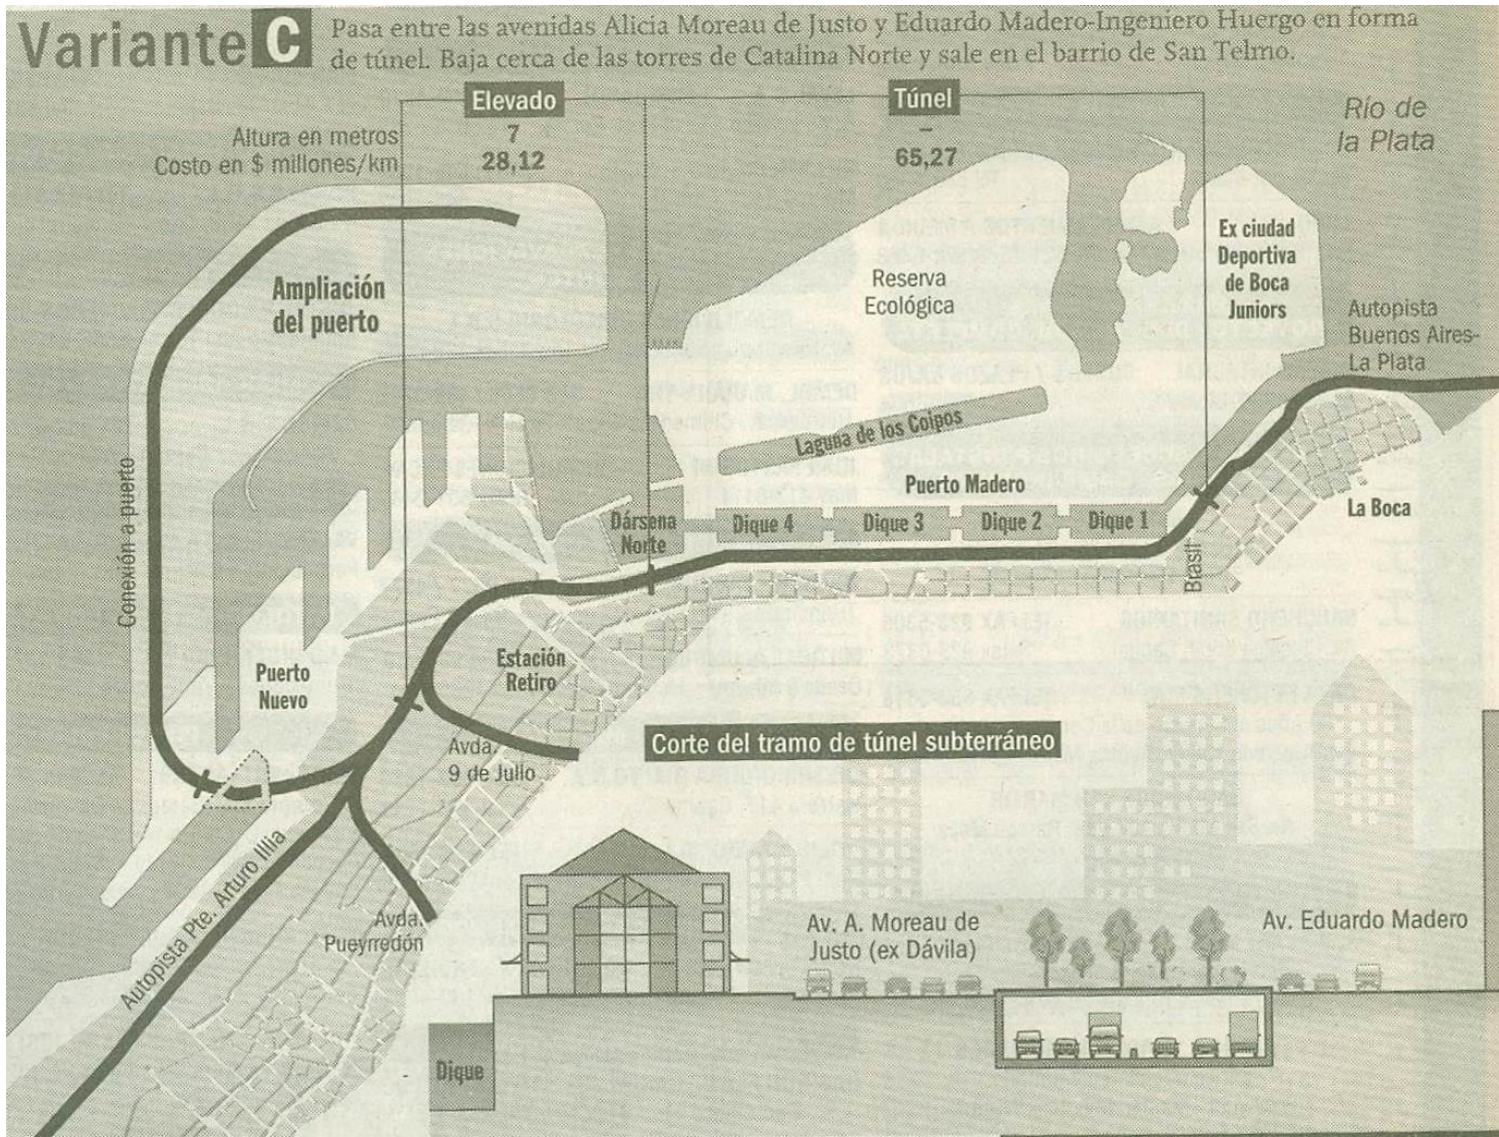 Variante C
Pasa entre las avenidas Alicia Moreau de Justo y Eduardo Madero-Ingeniero Huergo en forma
de túnel. Baja cerca de las torres de Catalina Norte y sale en el barrio de San Telmo.
Elevado
Túnel
Altura en metros
7
–
Costo en $ millones/km
28,12
65,27
Río de
la Plata
Ampliación
del puerto
Reserva
Ecológica
Ex ciudad
Deportiva
de Boca
Juniors
Autopista
Buenos Aires-
La Plata
Laguna de los Coipos
Puerto Madero
La Boca
Dársena
Norte
Dique 4
Dique 3
Dique 2
Dique 1
Brasil
Conexión a puerto
Puerto
Nuevo
Estación
Retiro
Avda.
9 de Julio
Corte del tramo de túnel subterráneo
Autopista Pte. Arturo Illia
Avda.
Pueyrredón
Av. A. Moreau de
Justo (ex Dávila)
Av. Eduardo Madero
Dique